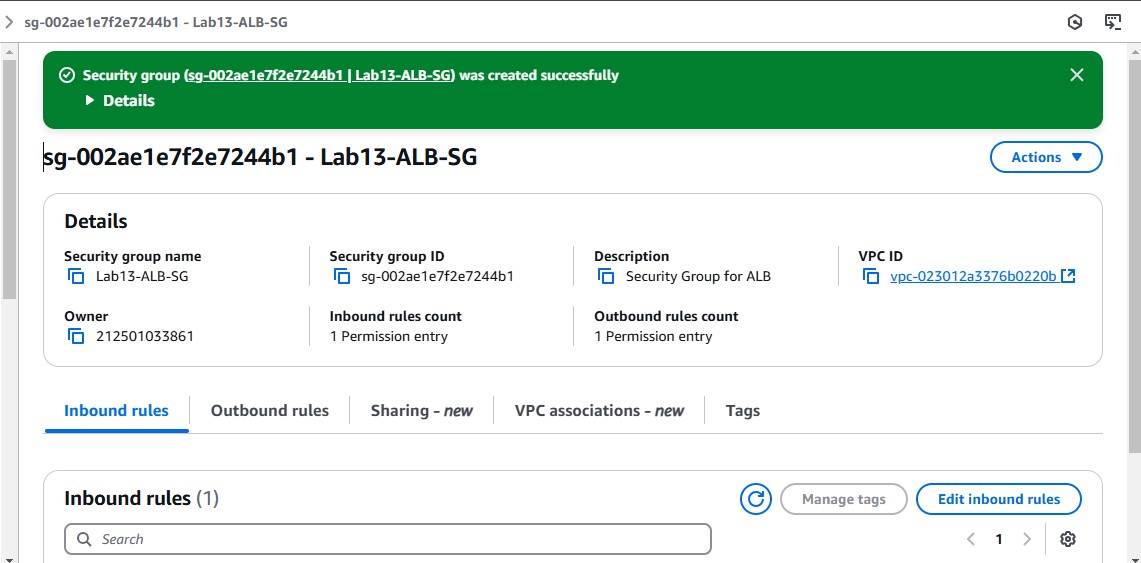 sg-002ae1e7f2e7244b1 - Lab13-ALB-SG
Security group (sg-002ae1e7f2e7244b1 | Lab13-ALB-SG) was created successfully
Details
sg-002ae1e7f2e7244b1 - Lab13-ALB-SG
Actions
Details
Security group name
Lab13-ALB-SG
Security group ID
sg-002ae1e7f2e7244b1
Description
Security Group for ALB
VPC ID
vpc-023012a3376b0220b
Owner
212501033861
Inbound rules count
1 Permission entry
Outbound rules count
1 Permission entry
Inbound rules
Outbound rules
Sharing - new
VPC associations - new
Tags
Inbound rules (1)
Manage tags
Edit inbound rules
Search
1